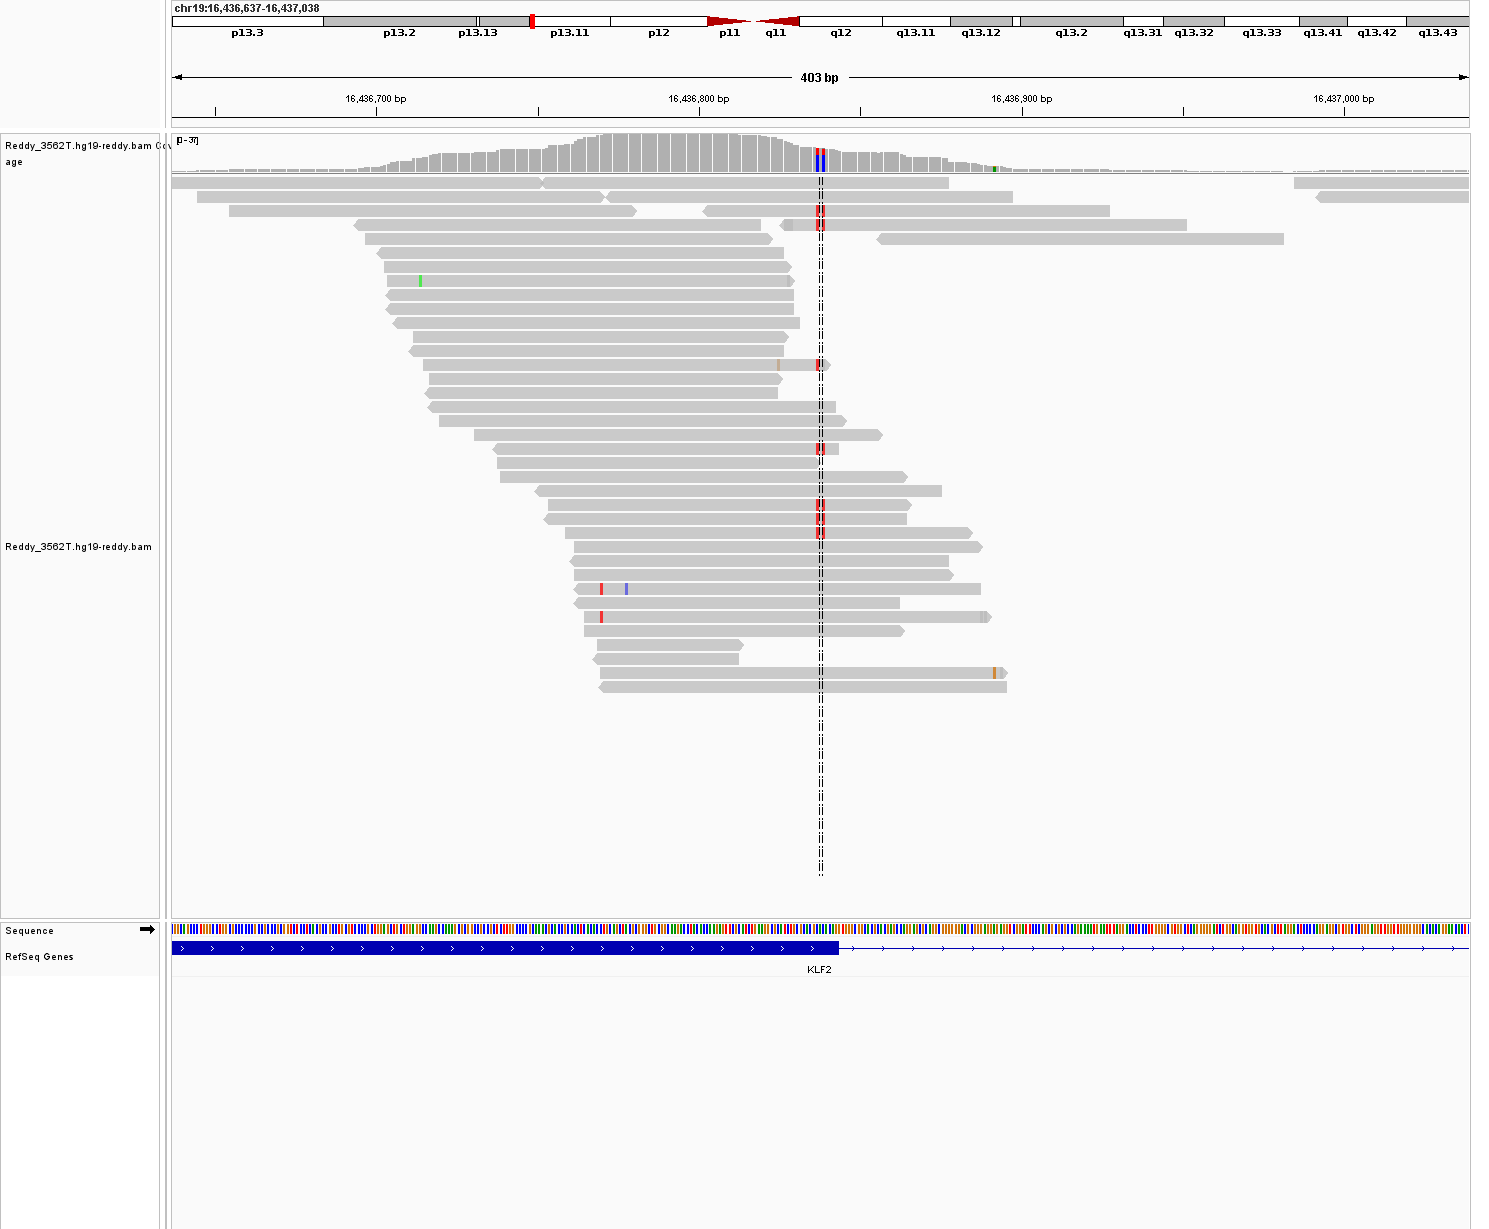 chr19:16,436,637-16,437,038
p13.3 p13.2 p13.13 p13.11 p12 p11 q11 q12 q13.11 q13.12 q13.2 q13.31 q13.32 q13.33 q13.41 q13.42 q13.43
403 bp
16,436,700 bp 16,436,800 bp 16,436,900 bp 16,437,000 bp
[0 - 37]
Reddy_3562T.hg19-reddy.bam Cov
age
Reddy_3562T.hg19-reddy.bam
Sequence
RefSeq Genes
KLF2